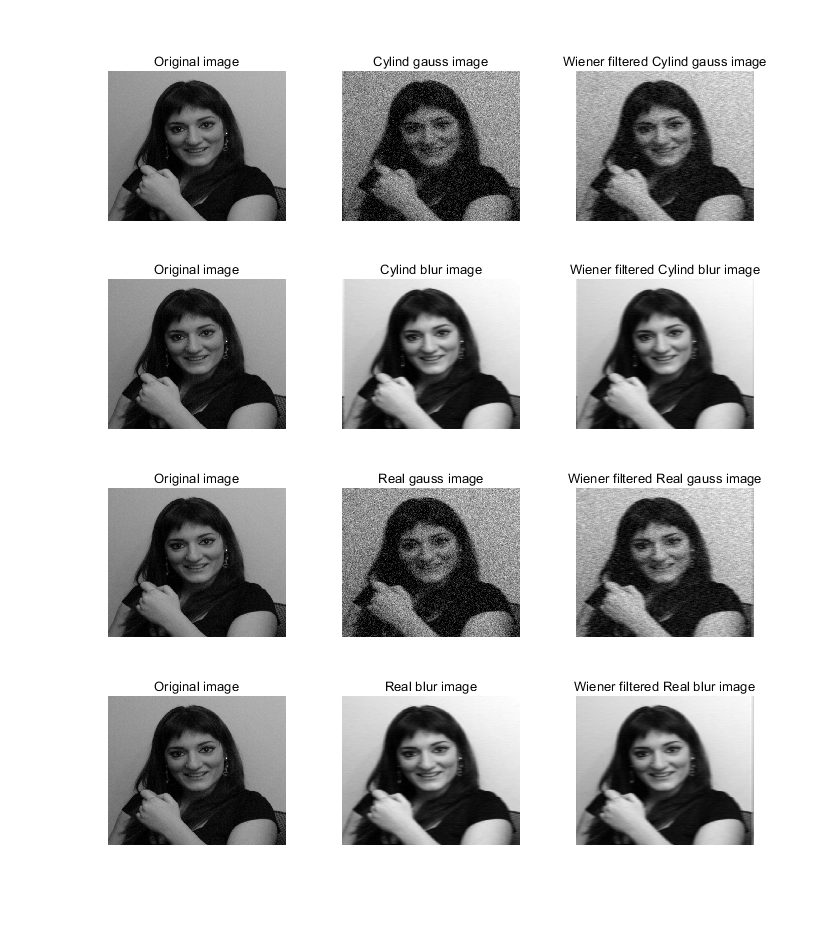 Original image
Cylind gauss image
Wiener filtered Cylind gauss image
Original image
Cylind blur image
Wiener filtered Cylind blur image
Original image
Real gauss image
Wiener filtered Real gauss image
Original image
Real blur image
Wiener filtered Real blur image